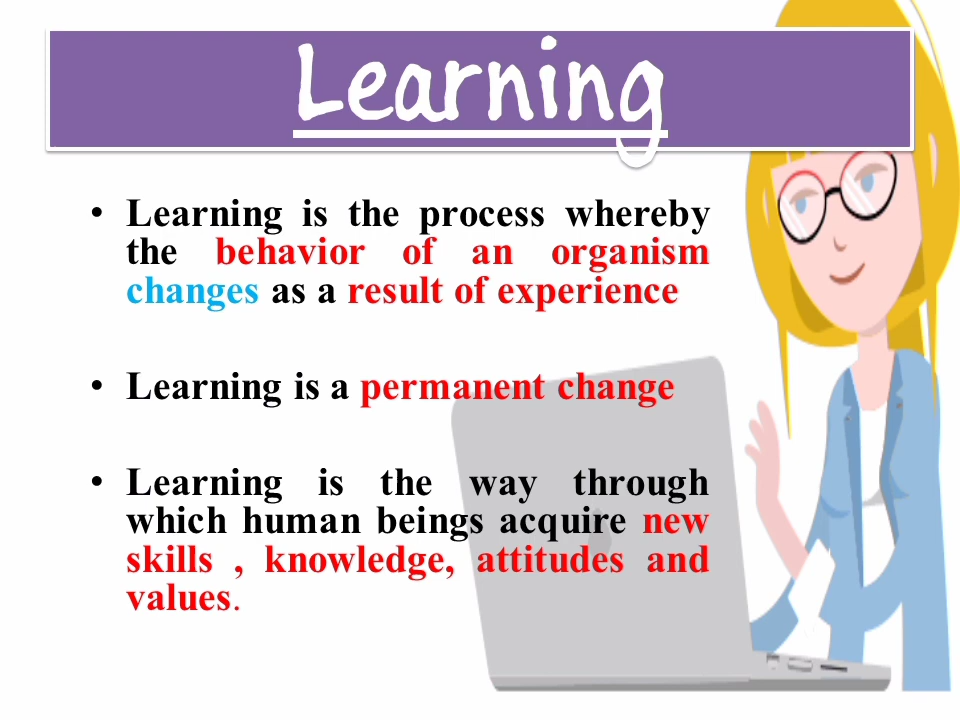 Learning
• Learning is the process whereby
the behavior of an organism
changes as a result of experience
• Learning is a permanent change
• Learning is the way through
which human beings acquire new
skills , knowledge, attitudes and
values.